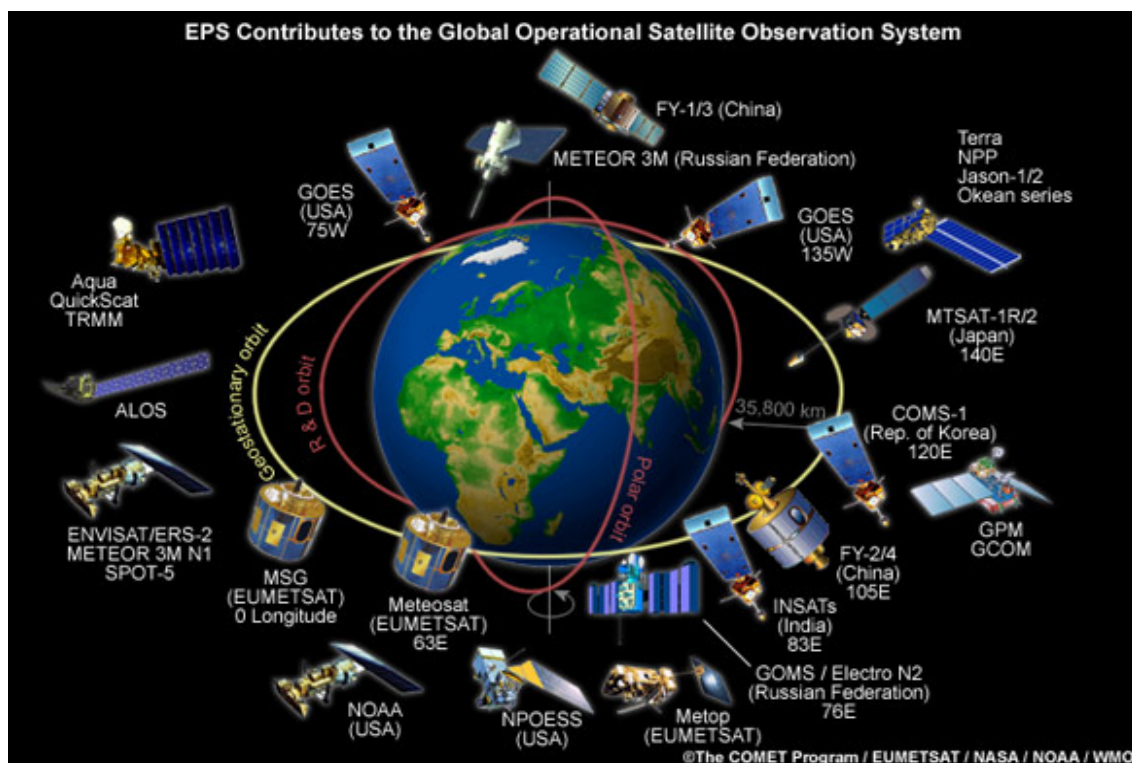 EPS Contributes to the Global Operational Satellite Observation System
FY-1/3 (China)
METEOR 3M (Russian Federation)
GOES
(USA)
75W
GOES
(USA)
135W
Terra
NPP
Jason-1/2
Okean series
Aqua
QuickScat
TRMM
MTSAT-1R/2
(Japan)
140E
ALOS
Geostationary orbit
R & D orbit
Polar orbit
35,800 km
COMS-1
(Rep. of Korea)
120E
GPM
GCOM
ENVISAT/ERS-2
METEOR 3M N1
SPOT-5
MSG
(EUMETSAT)
0 Longitude
Meteosat
(EUMETSAT)
63E
FY-2/4
(China)
105E
INSATs
(India)
83E
GOMS / Electro N2
(Russian Federation)
76E
NOAA
(USA)
NPOESS
(USA)
Metop
(EUMETSAT)
©The COMET Program / EUMETSAT / NASA / NOAA / WMO